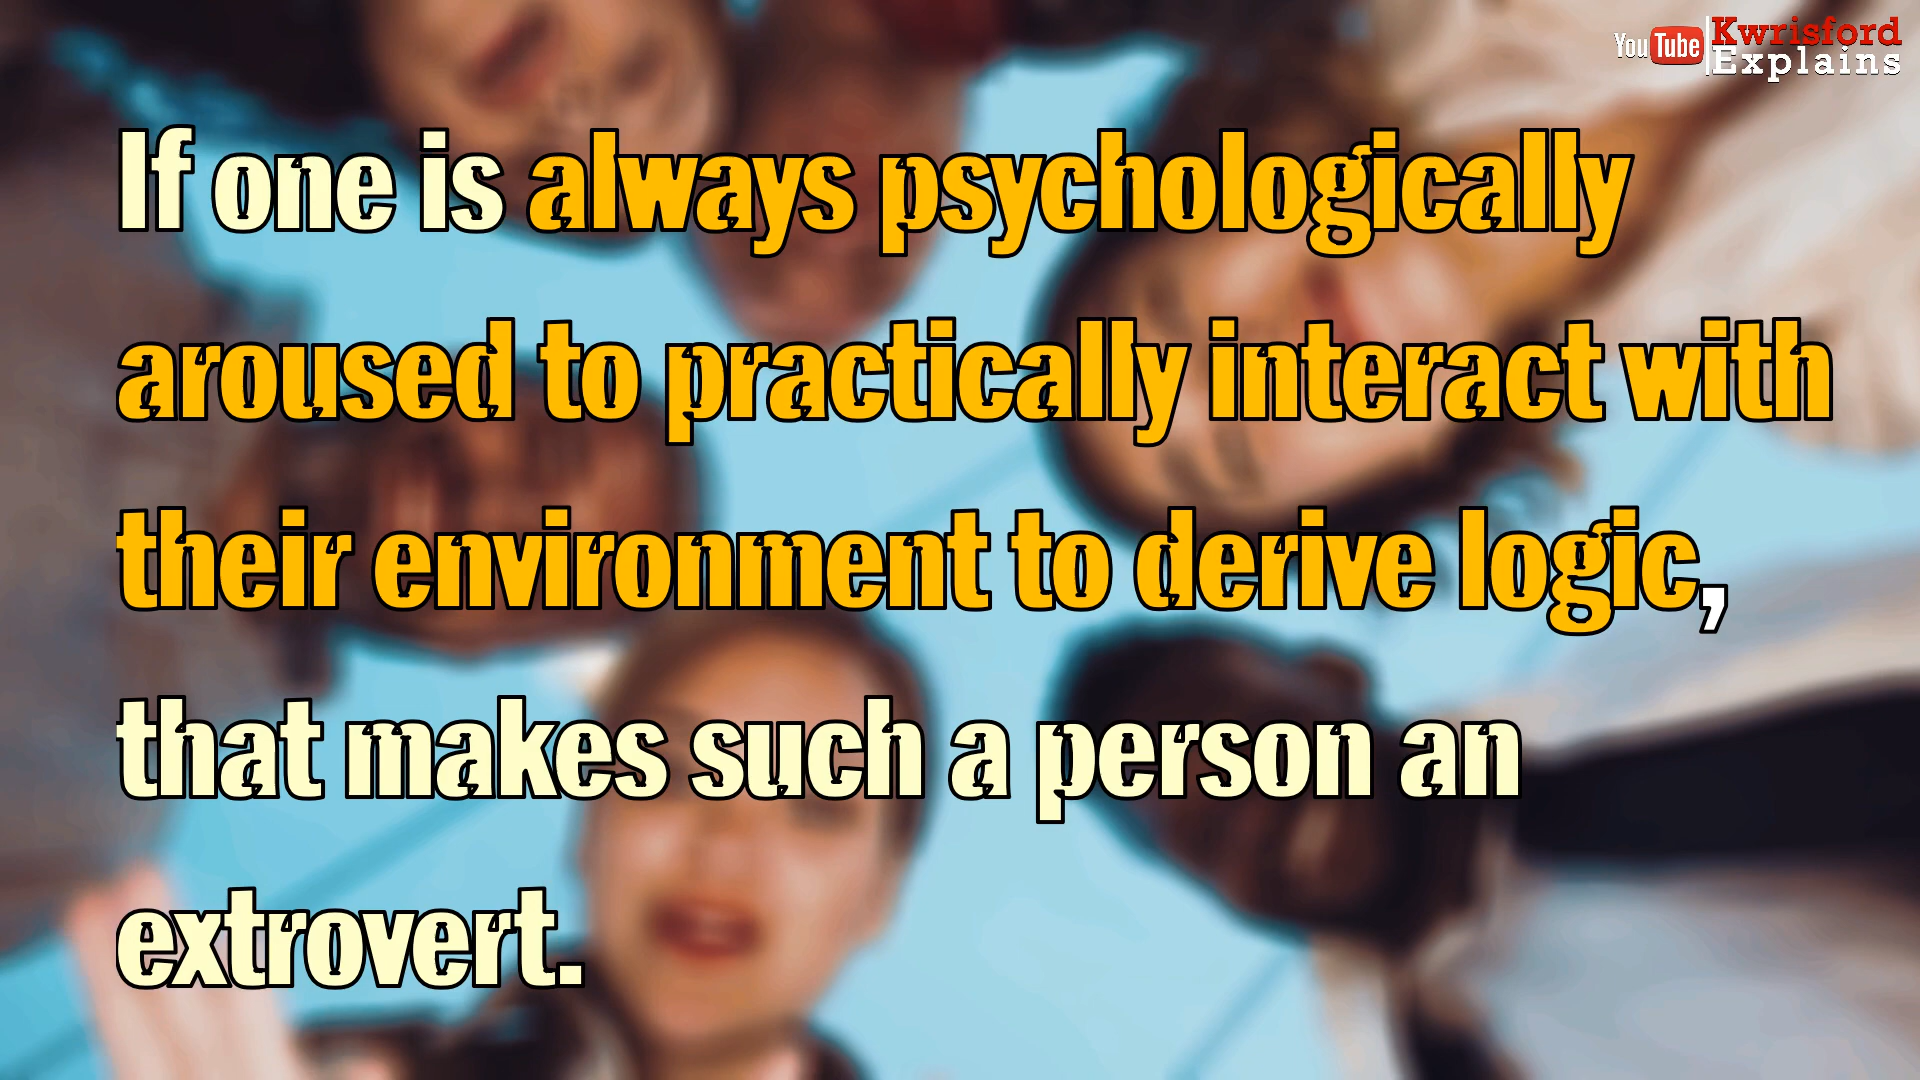 YouTube Kwrisford
Explains
If one is always psychologically
aroused to practically interact with
their environment to derive logic,
that makes such a person an
extrovert.